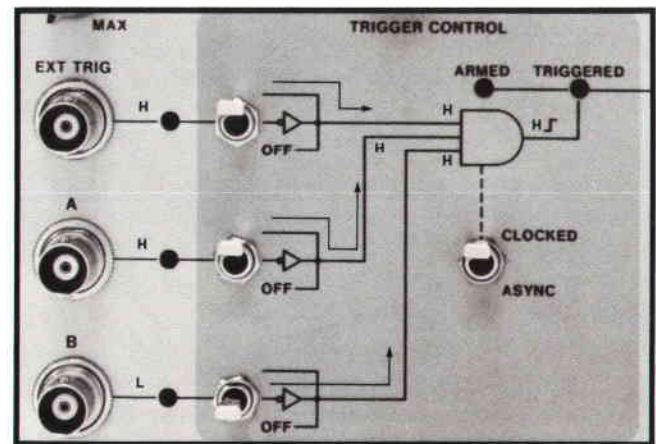 MAX
TRIGGER CONTROL
EXT TRIG
ARMED
TRIGGERED
H
H
H
OFF
H
H
A
H
CLOCKED
OFF
ASYNC
B
L
OFF